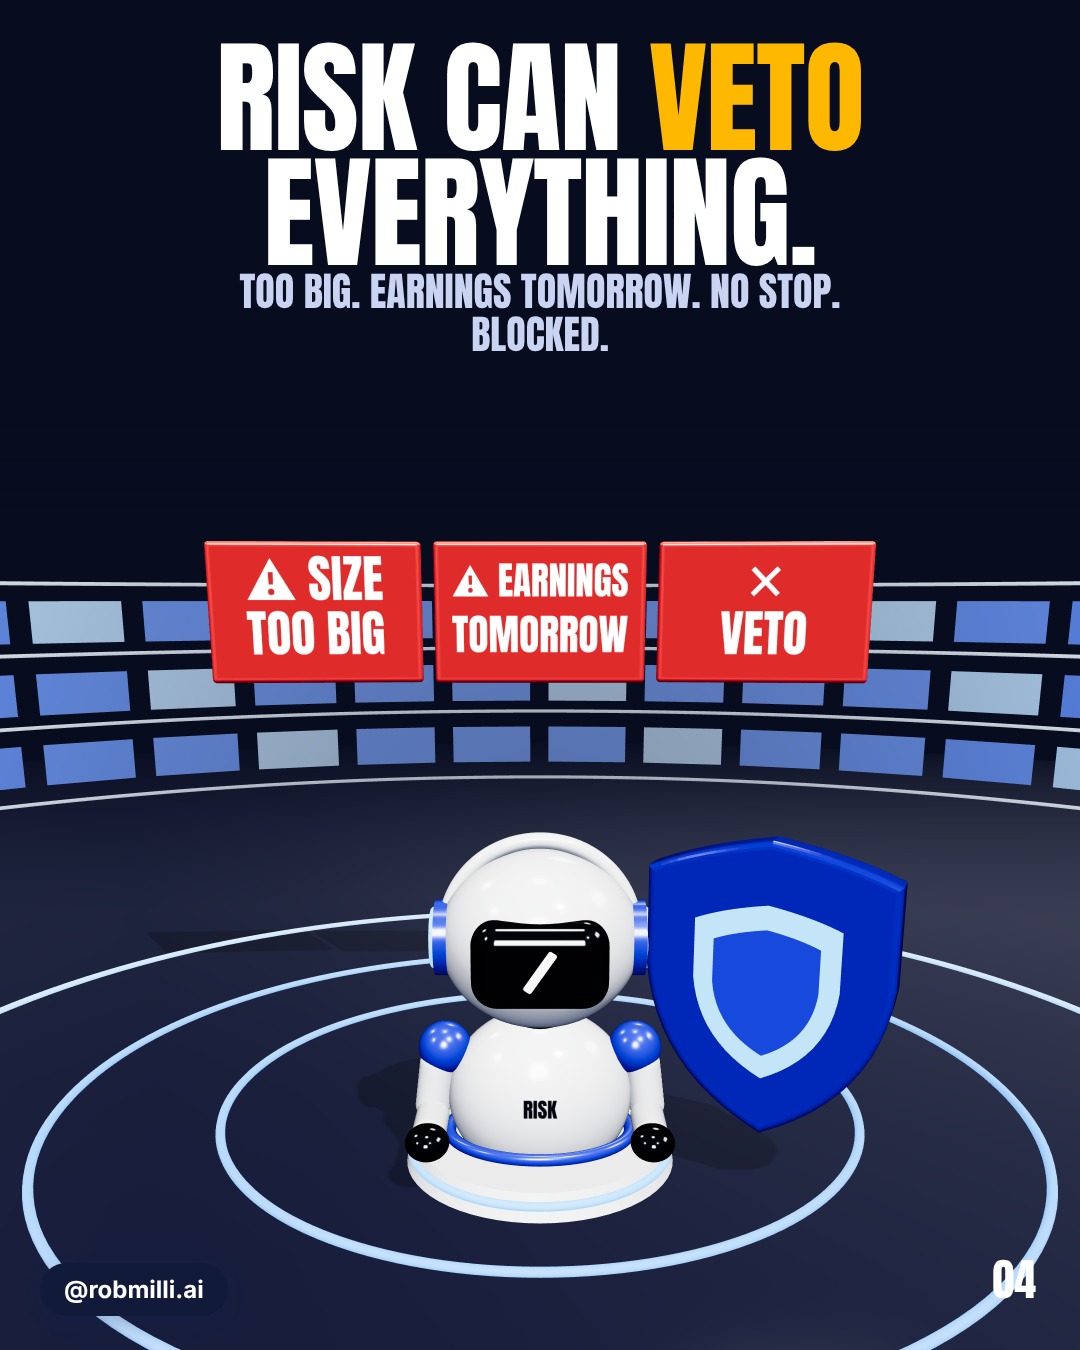 RISK CAN VETO
EVERYTHING.
TOO BIG. EARNINGS TOMORROW. NO STOP.
BLOCKED.
⚠ SIZE
TOO BIG
⚠ EARNINGS
TOMORROW
✕
VETO
RISK
@robmilli.ai
04